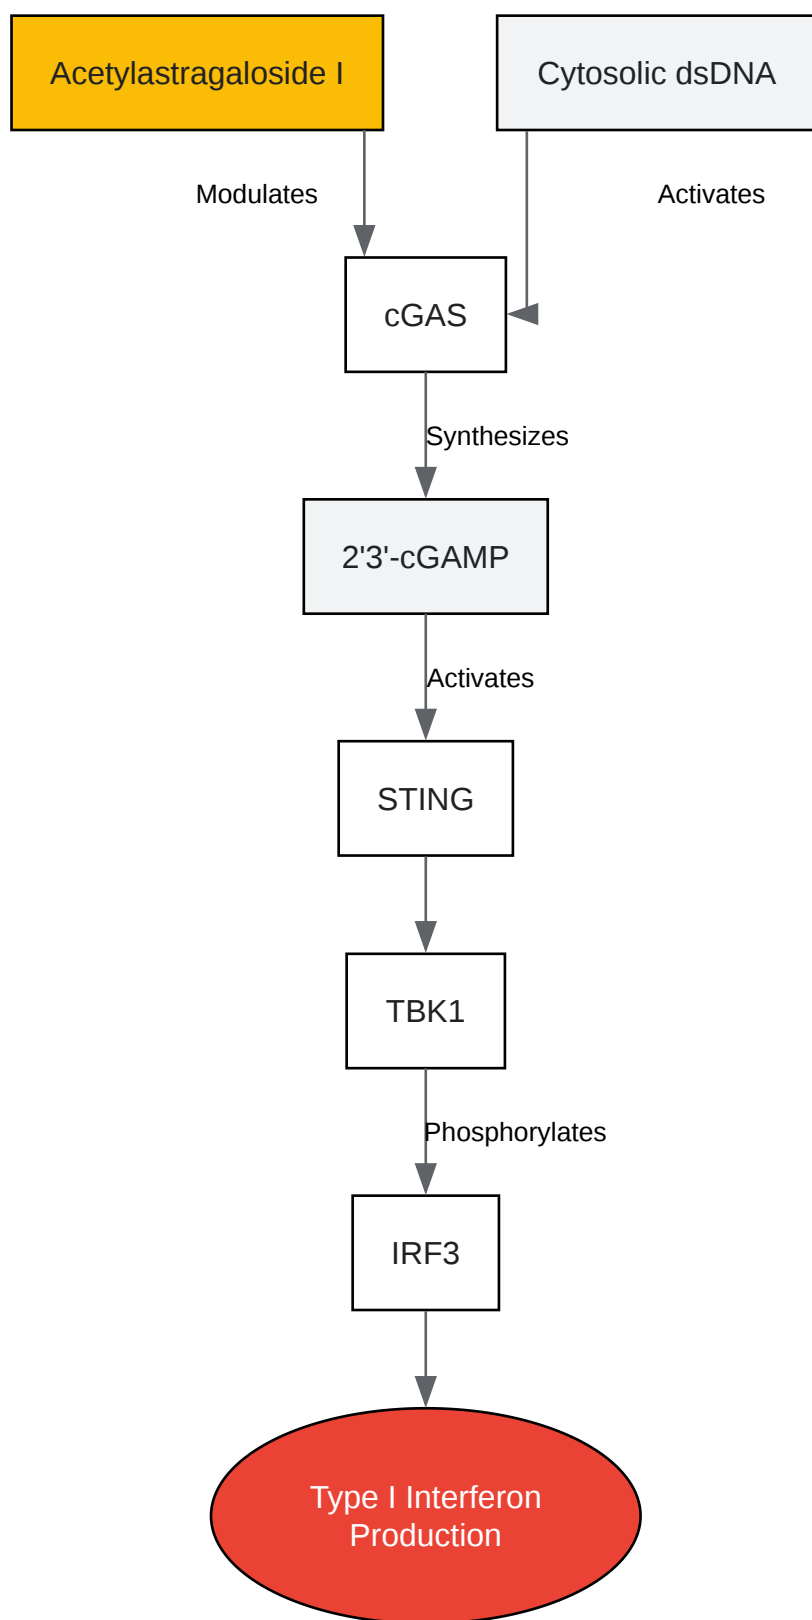 Acetylastragaloside I
Cytosolic dsDNA
Modulates
Activates
cGAS
Synthesizes
2'3'-cGAMP
Activates
STING
TBK1
Phosphorylates
IRF3
Type I Interferon
Production